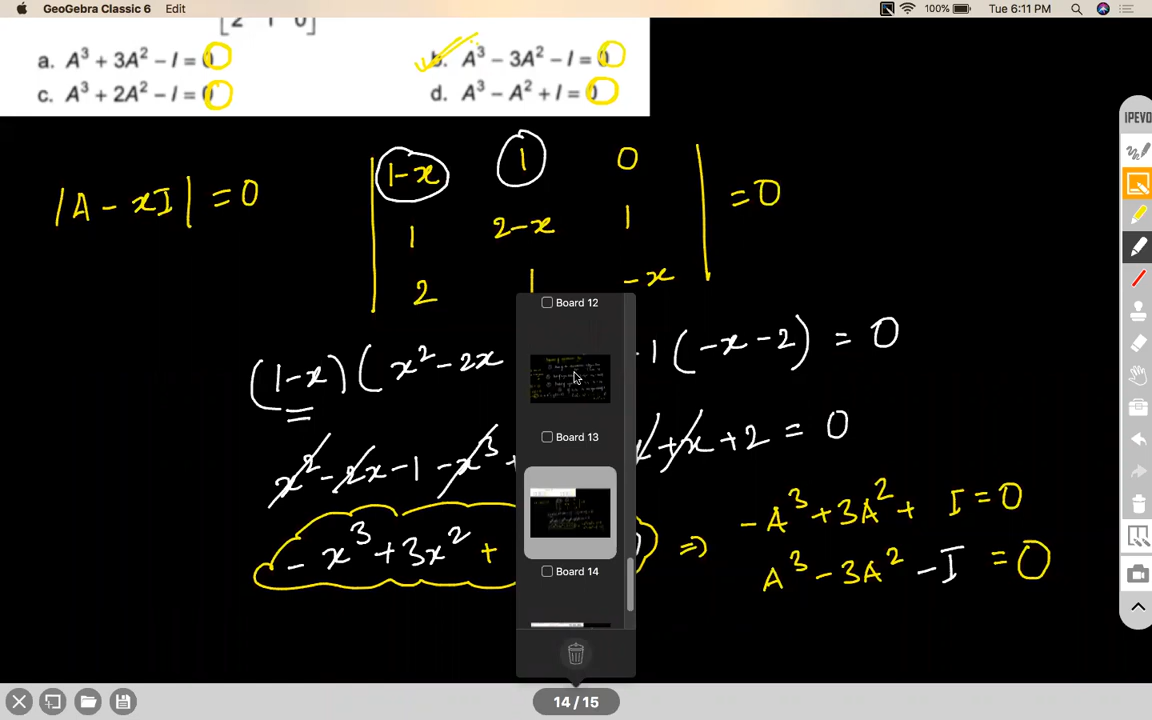 GeoGebra Classic 6 Edit 100% Tue 6:11 PM
[2 1 0]
a. A³ + 3A² − I = 0 b. A³ − 3A² − I = 0
c. A³ + 2A² − I = 0 d. A³ − A² + I = 0
IPEVO
|A − xI| = 0
1−x 1 0
1 2−x 1 = 0
2 1 −x
Board 12
(1−x)(x² − 2x −1(−x−2) = 0
Board 13
x² − 2x − 1 − x³ + +x + 2 = 0
− x³ + 3x² + ⇒ −A³ + 3A² + I = 0
A³ − 3A² − I = 0
Board 14
14 / 15